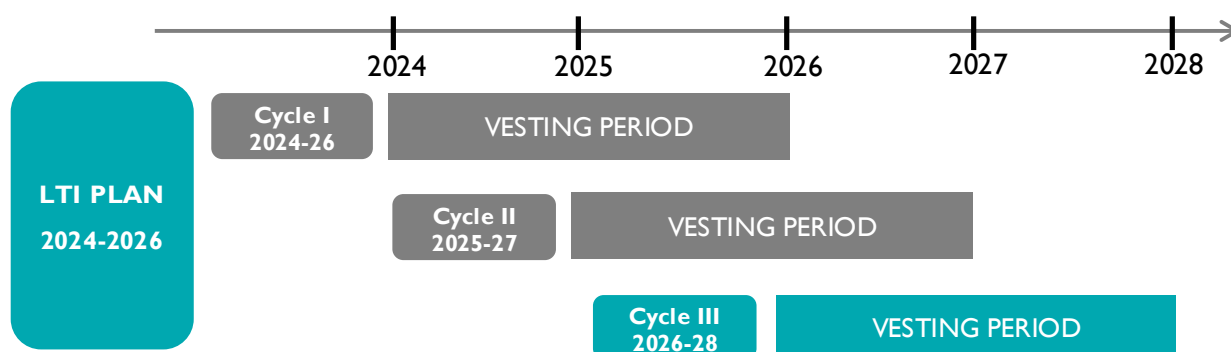 2024
2025
2026
2027
2028
LTI PLAN
2024-2026
Cycle I
2024-26
VESTING PERIOD
Cycle II
2025-27
VESTING PERIOD
Cycle III
2026-28
VESTING PERIOD